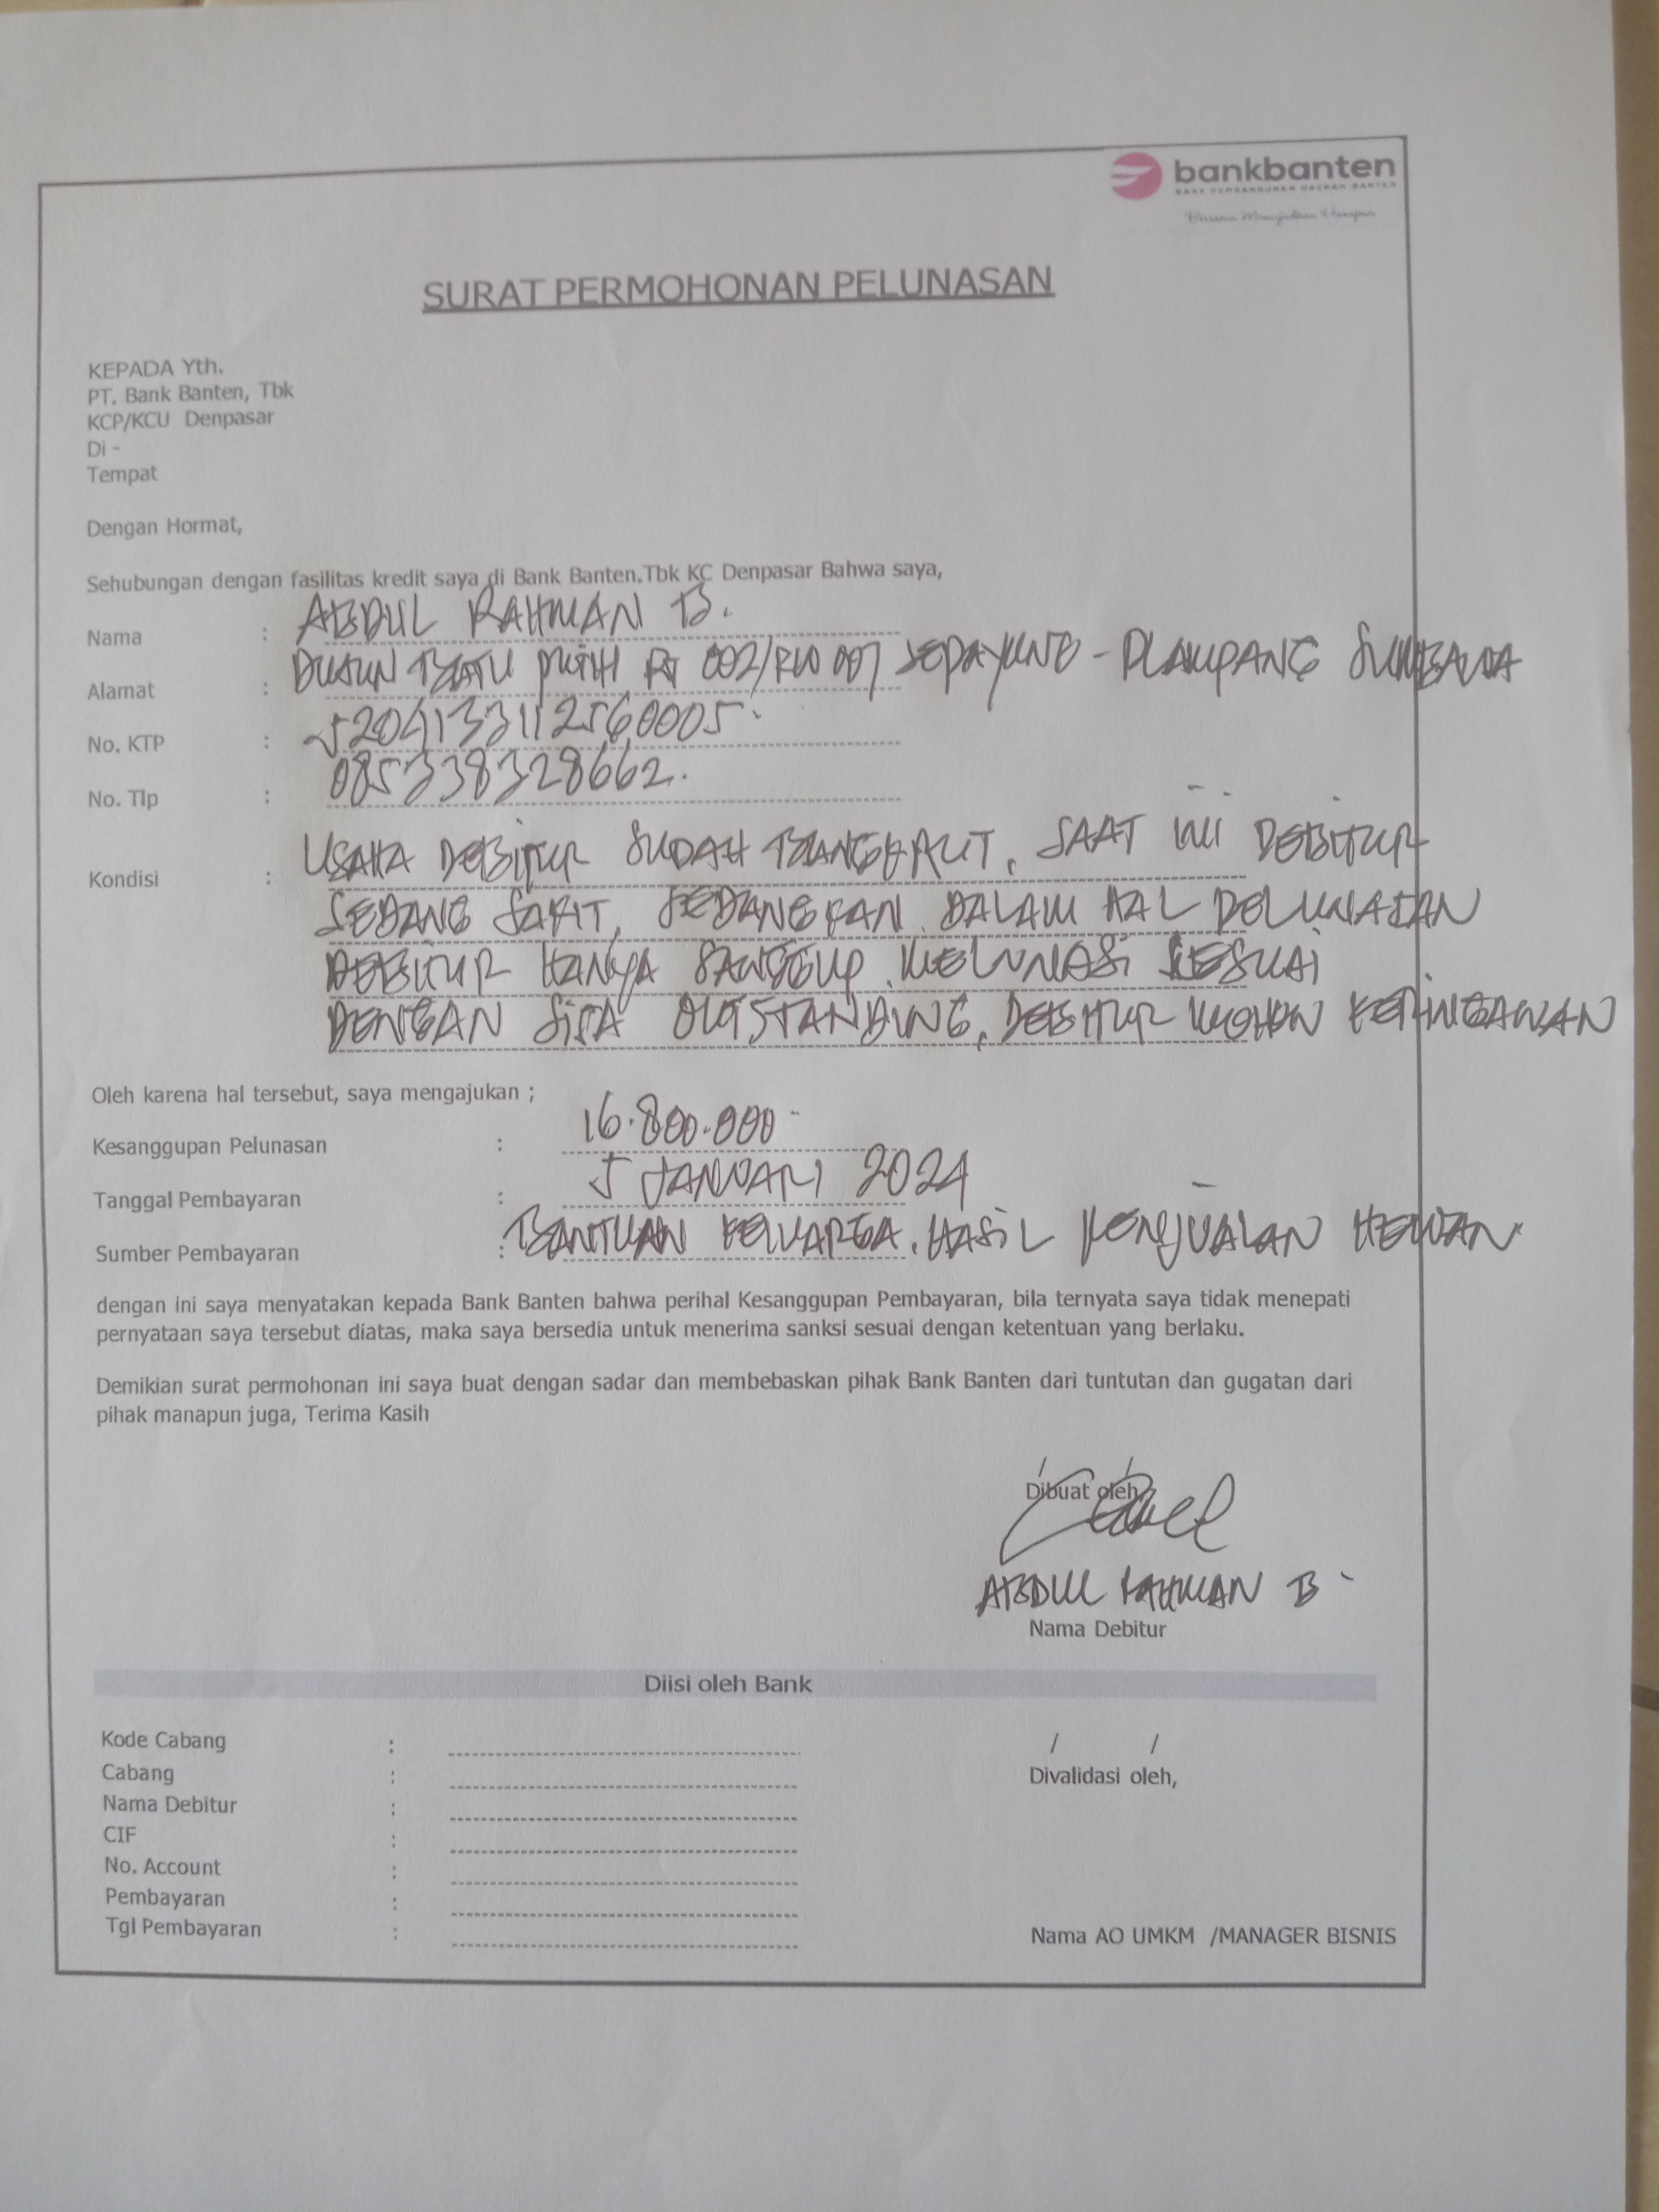 bankbanten
BANK PEMBANGUNAN DAERAH BANTEN
SURAT PERMOHONAN PELUNASAN
KEPADA Yth.
PT. Bank Banten, Tbk
KCP/KCU Denpasar
Di -
Tempat
Dengan Hormat,
Sehubungan dengan fasilitas kredit saya di Bank Banten.Tbk KC Denpasar Bahwa saya,
Nama : ABDUL RAHMAN B.
Alamat : DUSUN BATU PUTIH RT 002/RW 007 SEPAYUNG - PLAMPANG SUMBAWA
No. KTP : 5204133112560005.
No. Tlp : 085338328662.
Kondisi : USAHA DEBITUR SUDAH BANGKRUT, SAAT INI DEBITUR
SEDANG SAKIT, SEDANGKAN DALAM HAL PELUNASAN
DEBITUR HANYA SANGGUP MELUNASI SESUAI
DENGAN SISA OUTSTANDING, DEBITUR MOHON KERINGANAN
Oleh karena hal tersebut, saya mengajukan ;
Kesanggupan Pelunasan : 16.800.000
Tanggal Pembayaran : 5 JANUARI 2024
Sumber Pembayaran : BANTUAN KELUARGA. HASIL PENJUALAN HEWAN
dengan ini saya menyatakan kepada Bank Banten bahwa perihal Kesanggupan Pembayaran, bila ternyata saya tidak menepati
pernyataan saya tersebut diatas, maka saya bersedia untuk menerima sanksi sesuai dengan ketentuan yang berlaku.
Demikian surat permohonan ini saya buat dengan sadar dan membebaskan pihak Bank Banten dari tuntutan dan gugatan dari
pihak manapun juga, Terima Kasih
/ /
Dibuat oleh,
ABDUL RAHMAN B
Nama Debitur
Diisi oleh Bank
Kode Cabang : / /
Cabang : Divalidasi oleh,
Nama Debitur :
CIF :
No. Account :
Pembayaran :
Tgl Pembayaran : Nama AO UMKM /MANAGER BISNIS